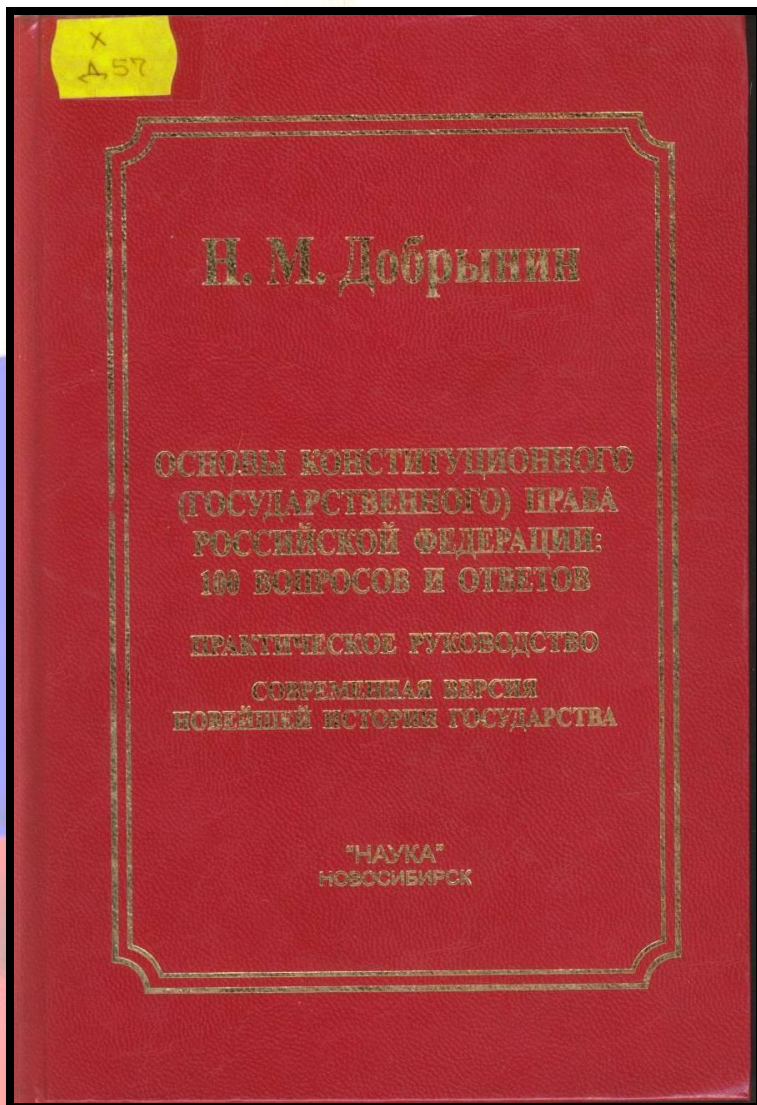 Х
Д 57
Н. М. Добрынин
ОСНОВЫ КОНСТИТУЦИОННОГО
(ГОСУДАРСТВЕННОГО) ПРАВА
РОССИЙСКОЙ ФЕДЕРАЦИИ:
100 ВОПРОСОВ И ОТВЕТОВ
ПРАКТИЧЕСКОЕ РУКОВОДСТВО
СОВРЕМЕННАЯ ВЕРСИЯ
НОВЕЙШЕЙ ИСТОРИИ ГОСУДАРСТВА
"НАУКА"
НОВОСИБИРСК